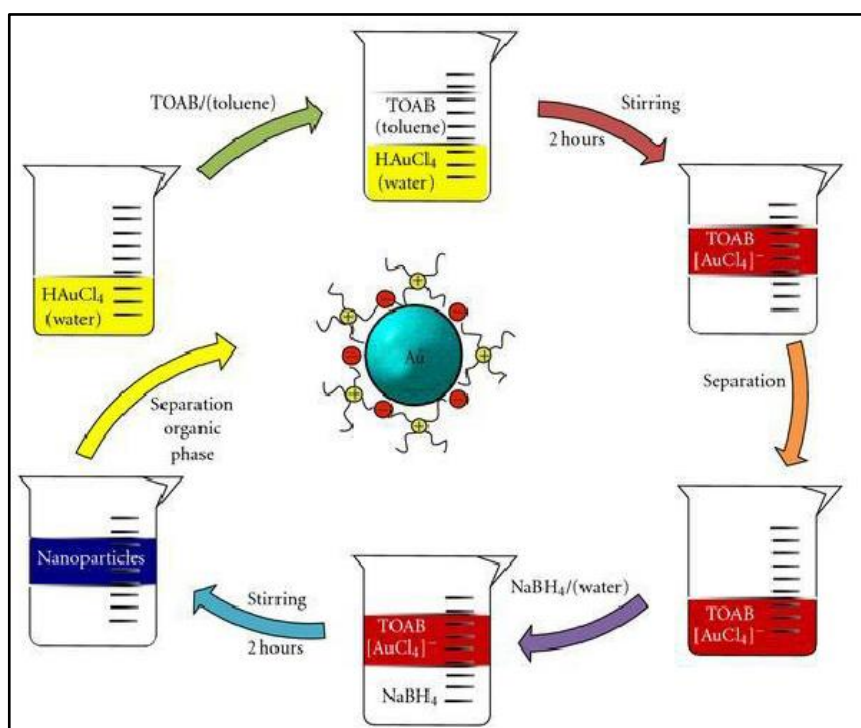 HAuCl₄
(water)
TOAB/(toluene)
TOAB
(toluene)
HAuCl₄
(water)
Stirring
2 hours
TOAB
[AuCl₄]⁻
Separation
TOAB
[AuCl₄]⁻
NaBH₄/(water)
TOAB
[AuCl₄]⁻
NaBH₄
Stirring
2 hours
Nanoparticles
Separation
organic
phase
Au